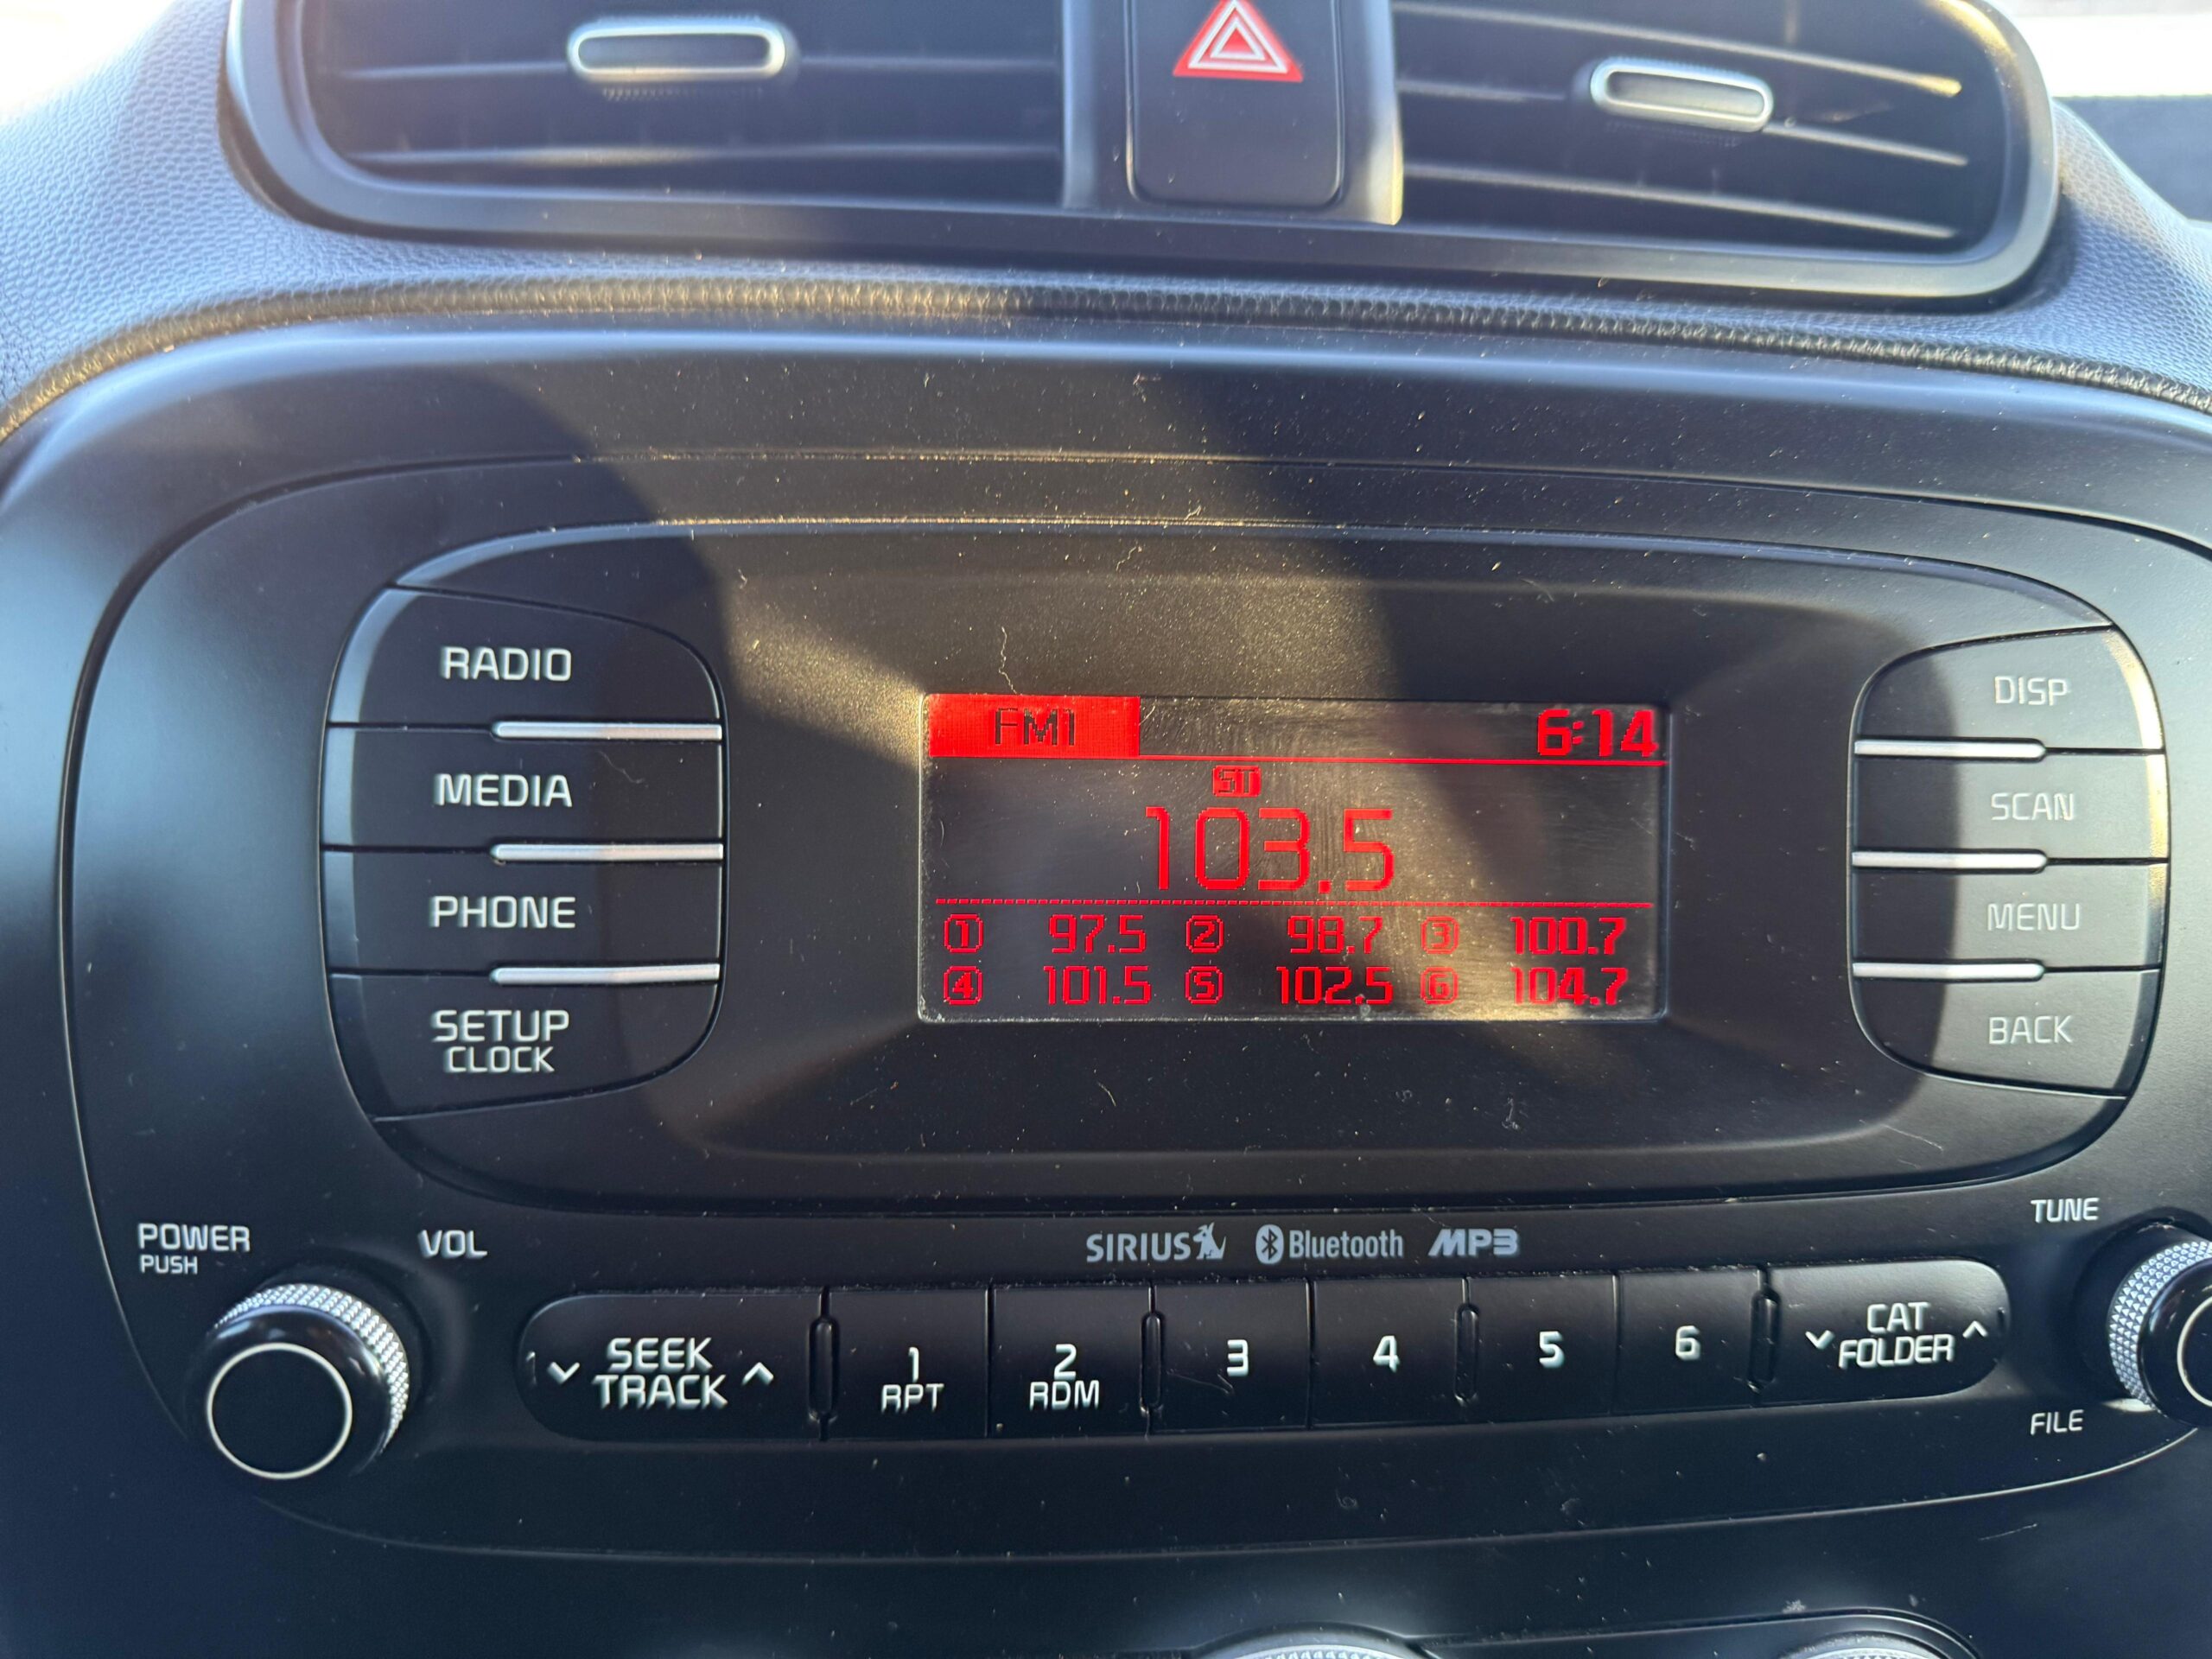 FM1 6:14
ST
103.5
① 97.5 ② 98.7 ③ 100.7
④ 101.5 ⑤ 102.5 ⑥ 104.7
RADIO
MEDIA
PHONE
SETUP
CLOCK
DISP
SCAN
MENU
BACK
POWER
PUSH
VOL
SIRIUS Bluetooth MP3
TUNE
SEEK
TRACK
1
RPT
2
RDM
3
4
5
6
CAT
FOLDER
FILE